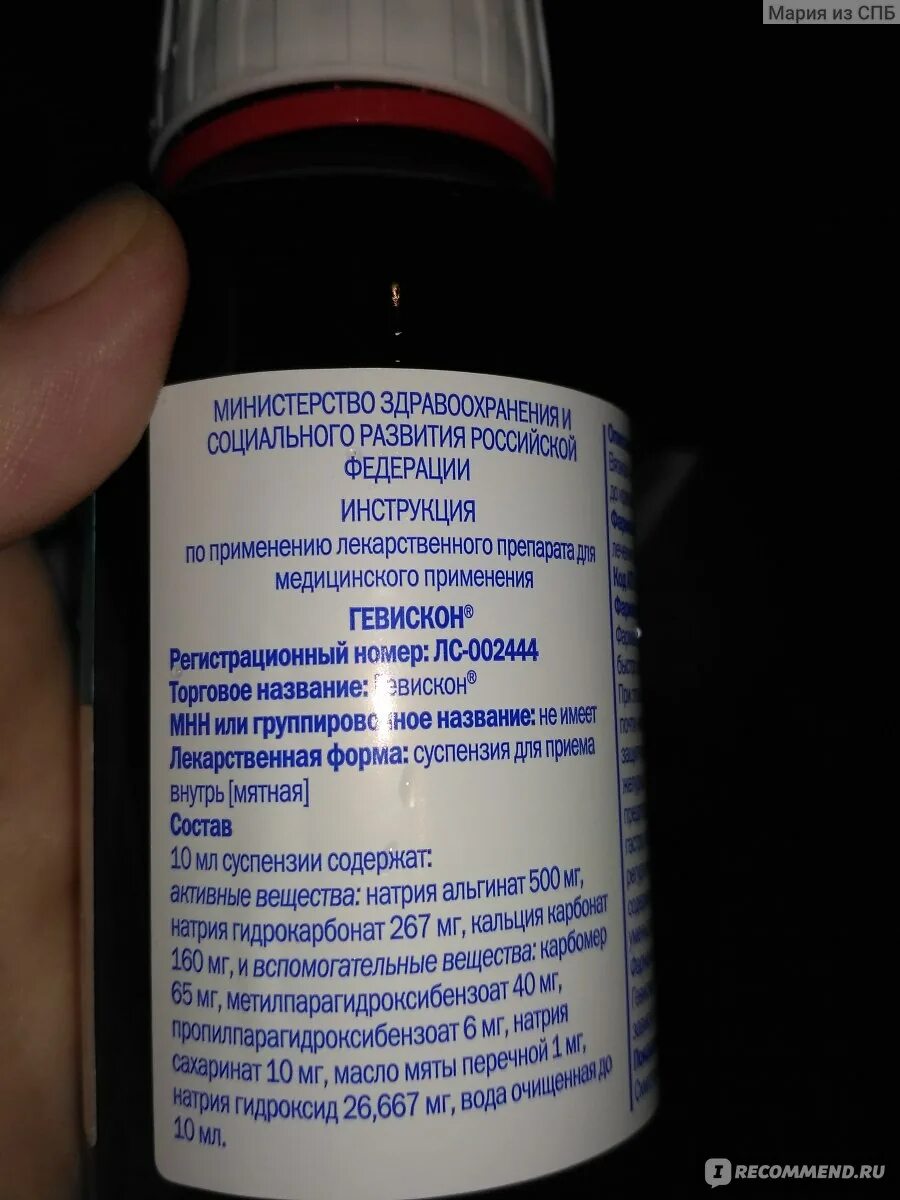 Мария из СПБ
МИНИСТЕРСТВО ЗДРАВООХРАНЕНИЯ И
СОЦИАЛЬНОГО РАЗВИТИЯ РОССИЙСКОЙ
ФЕДЕРАЦИИ
ИНСТРУКЦИЯ
по применению лекарственного препарата для
медицинского применения
ГЕВИСКОН®
Регистрационный номер: ЛС-002444
Торговое название: Гевискон®
МНН или группировочное название: не имеет
Лекарственная форма: суспензия для приема
внутрь [мятная]
Состав
10 мл суспензии содержат:
активные вещества: натрия альгинат 500 мг,
натрия гидрокарбонат 267 мг, кальция карбонат
160 мг, и вспомогательные вещества: карбомер
65 мг, метилпарагидроксибензоат 40 мг,
пропилпарагидроксибензоат 6 мг, натрия
сахаринат 10 мг, масло мяты перечной 1 мг,
натрия гидроксид 26,667 мг, вода очищенная до
10 мл.
I RECOMMEND.RU